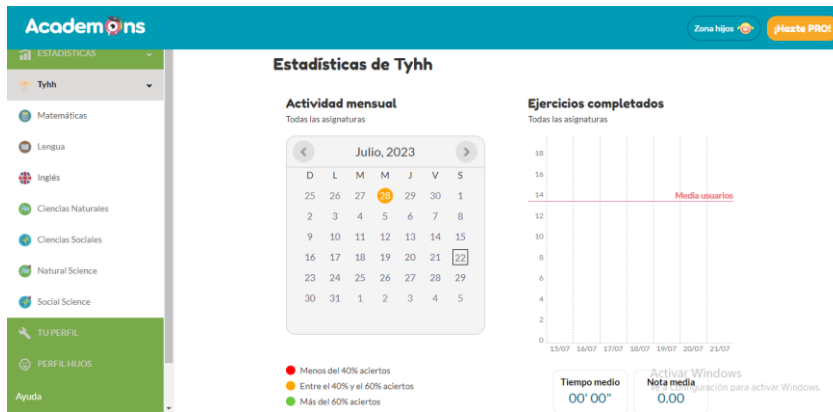 Academons
Zona hijos
¡Hazte PRO!
ESTADÍSTICAS
Tyhh
Matemáticas
Lengua
Inglés
Ciencias Naturales
Ciencias Sociales
Natural Science
Social Science
TU PERFIL
PERFIL HIJOS
Ayuda
Estadísticas de Tyhh
Actividad mensual
Todas las asignaturas
Julio, 2023
D L M M J V S
25 26 27 28 29 30 1
2 3 4 5 6 7 8
9 10 11 12 13 14 15
16 17 18 19 20 21 22
23 24 25 26 27 28 29
30 31 1 2 3 4 5
Menos del 40% aciertos
Entre el 40% y el 60% aciertos
Más del 60% aciertos
Ejercicios completados
Todas las asignaturas
18
16
14
Media usuarios
12
10
8
6
4
2
0
15/07 16/07 17/07 18/07 19/07 20/07 21/07
Tiempo medio
00' 00"
Nota media
0.00
Activar Windows
Ve a Configuración para activar Windows.